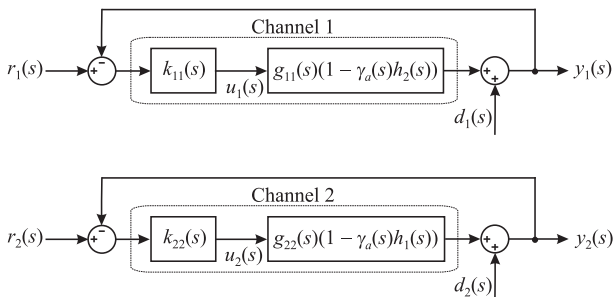 Channel 1
r₁(s)
+
−
k₁₁(s)
u₁(s)
g₁₁(s)(1 − γₐ(s)h₂(s))
+
+
y₁(s)
d₁(s)
Channel 2
r₂(s)
+
−
k₂₂(s)
u₂(s)
g₂₂(s)(1 − γₐ(s)h₁(s))
+
+
y₂(s)
d₂(s)